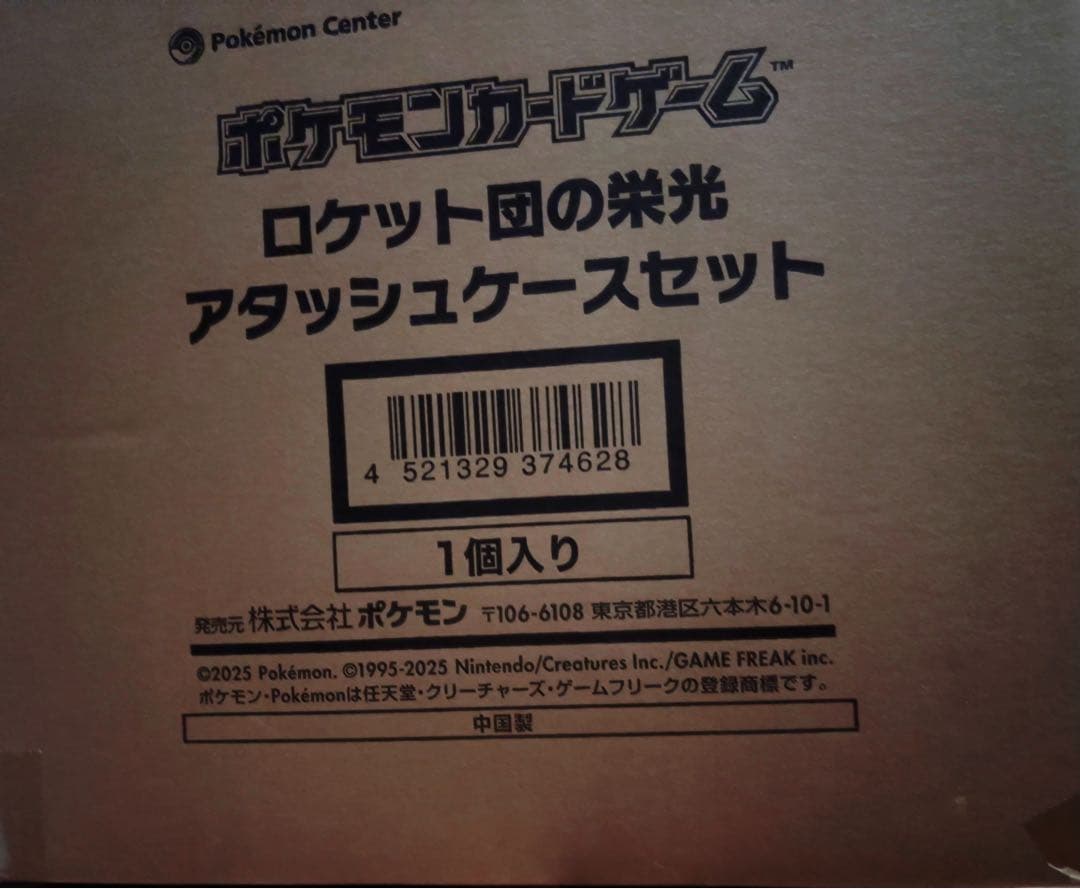 Pokémon Center
ポケモンカードゲーム™
ロケット団の栄光
アタッシュケースセット
4 521329 374628
1個入り
発売元 株式会社 ポケモン 〒106-6108 東京都港区六本木6-10-1
©2025 Pokémon. ©1995-2025 Nintendo/Creatures Inc./GAME FREAK inc.
ポケモン・Pokémonは任天堂・クリーチャーズ・ゲームフリークの登録商標です。
中国製